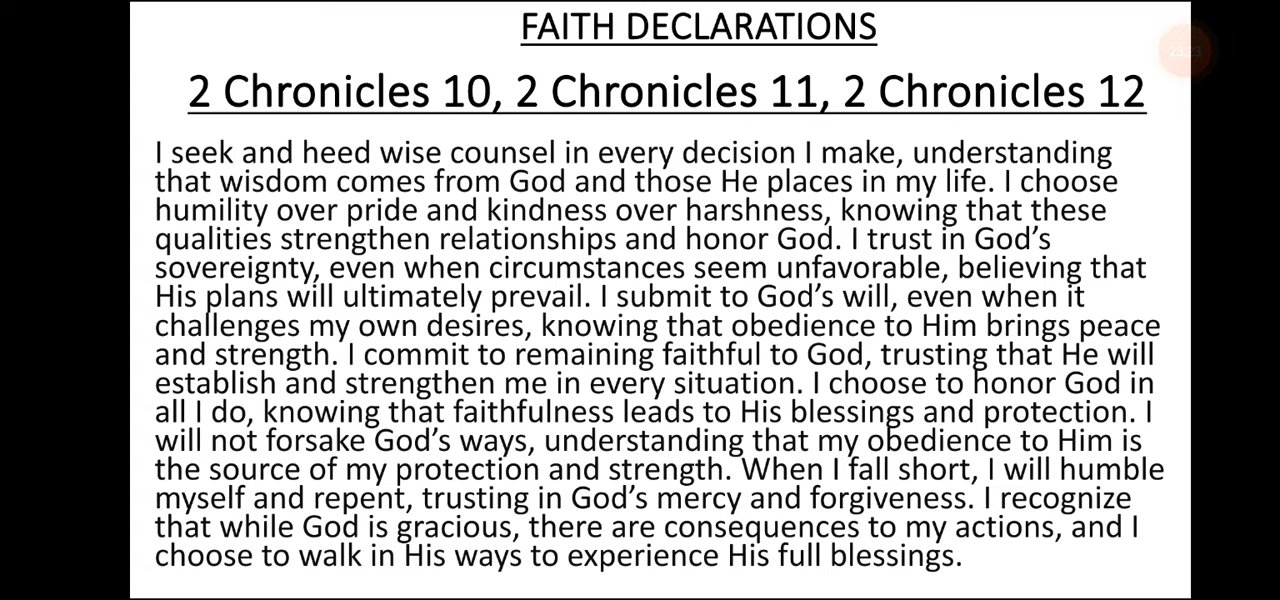 FAITH DECLARATIONS
23:23
2 Chronicles 10, 2 Chronicles 11, 2 Chronicles 12
I seek and heed wise counsel in every decision I make, understanding
that wisdom comes from God and those He places in my life. I choose
humility over pride and kindness over harshness, knowing that these
qualities strengthen relationships and honor God. I trust in God’s
sovereignty, even when circumstances seem unfavorable, believing that
His plans will ultimately prevail. I submit to God’s will, even when it
challenges my own desires, knowing that obedience to Him brings peace
and strength. I commit to remaining faithful to God, trusting that He will
establish and strengthen me in every situation. I choose to honor God in
all I do, knowing that faithfulness leads to His blessings and protection. I
will not forsake God’s ways, understanding that my obedience to Him is
the source of my protection and strength. When I fall short, I will humble
myself and repent, trusting in God’s mercy and forgiveness. I recognize
that while God is gracious, there are consequences to my actions, and I
choose to walk in His ways to experience His full blessings.